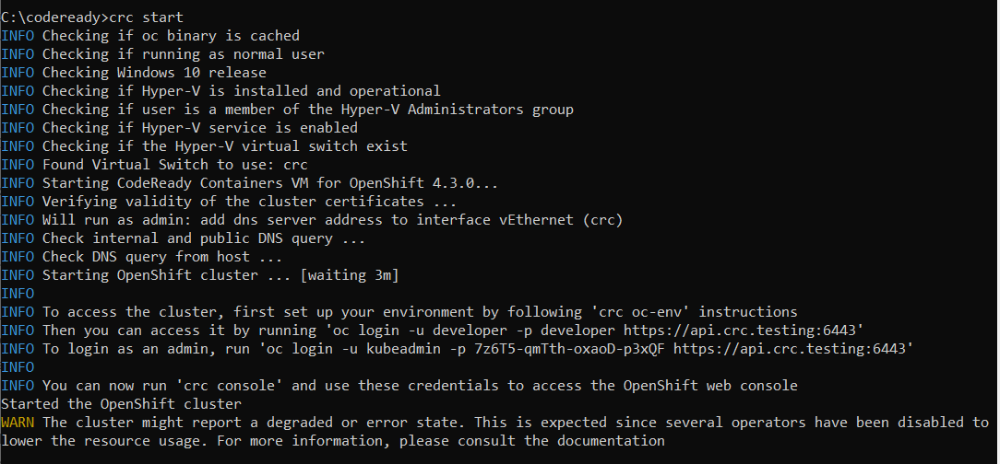 C:\codeready>crc start
INFO Checking if oc binary is cached
INFO Checking if running as normal user
INFO Checking Windows 10 release
INFO Checking if Hyper-V is installed and operational
INFO Checking if user is a member of the Hyper-V Administrators group
INFO Checking if Hyper-V service is enabled
INFO Checking if the Hyper-V virtual switch exist
INFO Found Virtual Switch to use: crc
INFO Starting CodeReady Containers VM for OpenShift 4.3.0...
INFO Verifying validity of the cluster certificates ...
INFO Will run as admin: add dns server address to interface vEthernet (crc)
INFO Check internal and public DNS query ...
INFO Check DNS query from host ...
INFO Starting OpenShift cluster ... [waiting 3m]
INFO
INFO To access the cluster, first set up your environment by following 'crc oc-env' instructions
INFO Then you can access it by running 'oc login -u developer -p developer https://api.crc.testing:6443'
INFO To login as an admin, run 'oc login -u kubeadmin -p 7z6T5-qmTth-oxaoD-p3xQF https://api.crc.testing:6443'
INFO
INFO You can now run 'crc console' and use these credentials to access the OpenShift web console
Started the OpenShift cluster
WARN The cluster might report a degraded or error state. This is expected since several operators have been disabled to
lower the resource usage. For more information, please consult the documentation